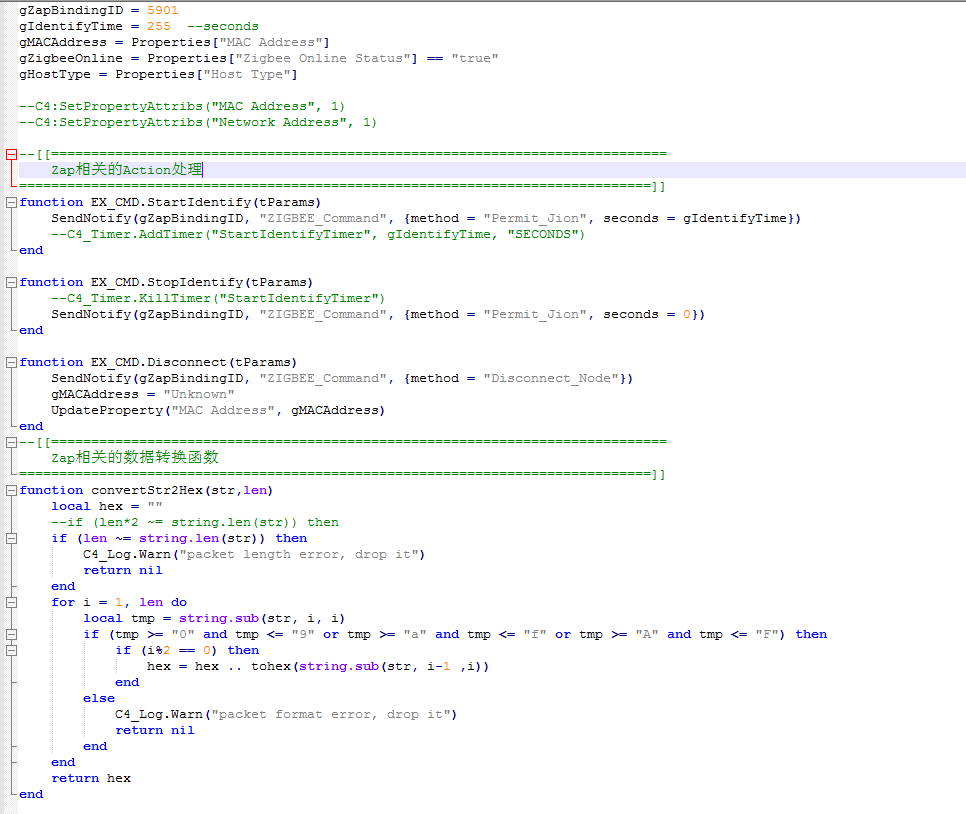 gZapBindingID = 5901
gIdentifyTime = 255  --seconds
gMACAddress = Properties["MAC Address"]
gZigbeeOnline = Properties["Zigbee Online Status"] == "true"
gHostType = Properties["Host Type"]

--C4:SetPropertyAttribs("MAC Address", 1)
--C4:SetPropertyAttribs("Network Address", 1)

--[[=============================================================================
    Zap相关的Action处理
===============================================================================]]
function EX_CMD.StartIdentify(tParams)
    SendNotify(gZapBindingID, "ZIGBEE_Command", {method = "Permit_Jion", seconds = gIdentifyTime})
    --C4_Timer.AddTimer("StartIdentifyTimer", gIdentifyTime, "SECONDS")
end

function EX_CMD.StopIdentify(tParams)
    --C4_Timer.KillTimer("StartIdentifyTimer")
    SendNotify(gZapBindingID, "ZIGBEE_Command", {method = "Permit_Jion", seconds = 0})
end

function EX_CMD.Disconnect(tParams)
    SendNotify(gZapBindingID, "ZIGBEE_Command", {method = "Disconnect_Node"})
    gMACAddress = "Unknown"
    UpdateProperty("MAC Address", gMACAddress)
end
--[[=============================================================================
    Zap相关的数据转换函数
===============================================================================]]
function convertStr2Hex(str,len)
    local hex = ""
    --if (len*2 ~= string.len(str)) then
    if (len ~= string.len(str)) then
        C4_Log.Warn("packet length error, drop it")
        return nil
    end
    for i = 1, len do
        local tmp = string.sub(str, i, i)
        if (tmp >= "0" and tmp <= "9" or tmp >= "a" and tmp <= "f" or tmp >= "A" and tmp <= "F") then
            if (i%2 == 0) then
                hex = hex .. tohex(string.sub(str, i-1 ,i))
            end
        else
            C4_Log.Warn("packet format error, drop it")
            return nil
        end
    end
    return hex
end